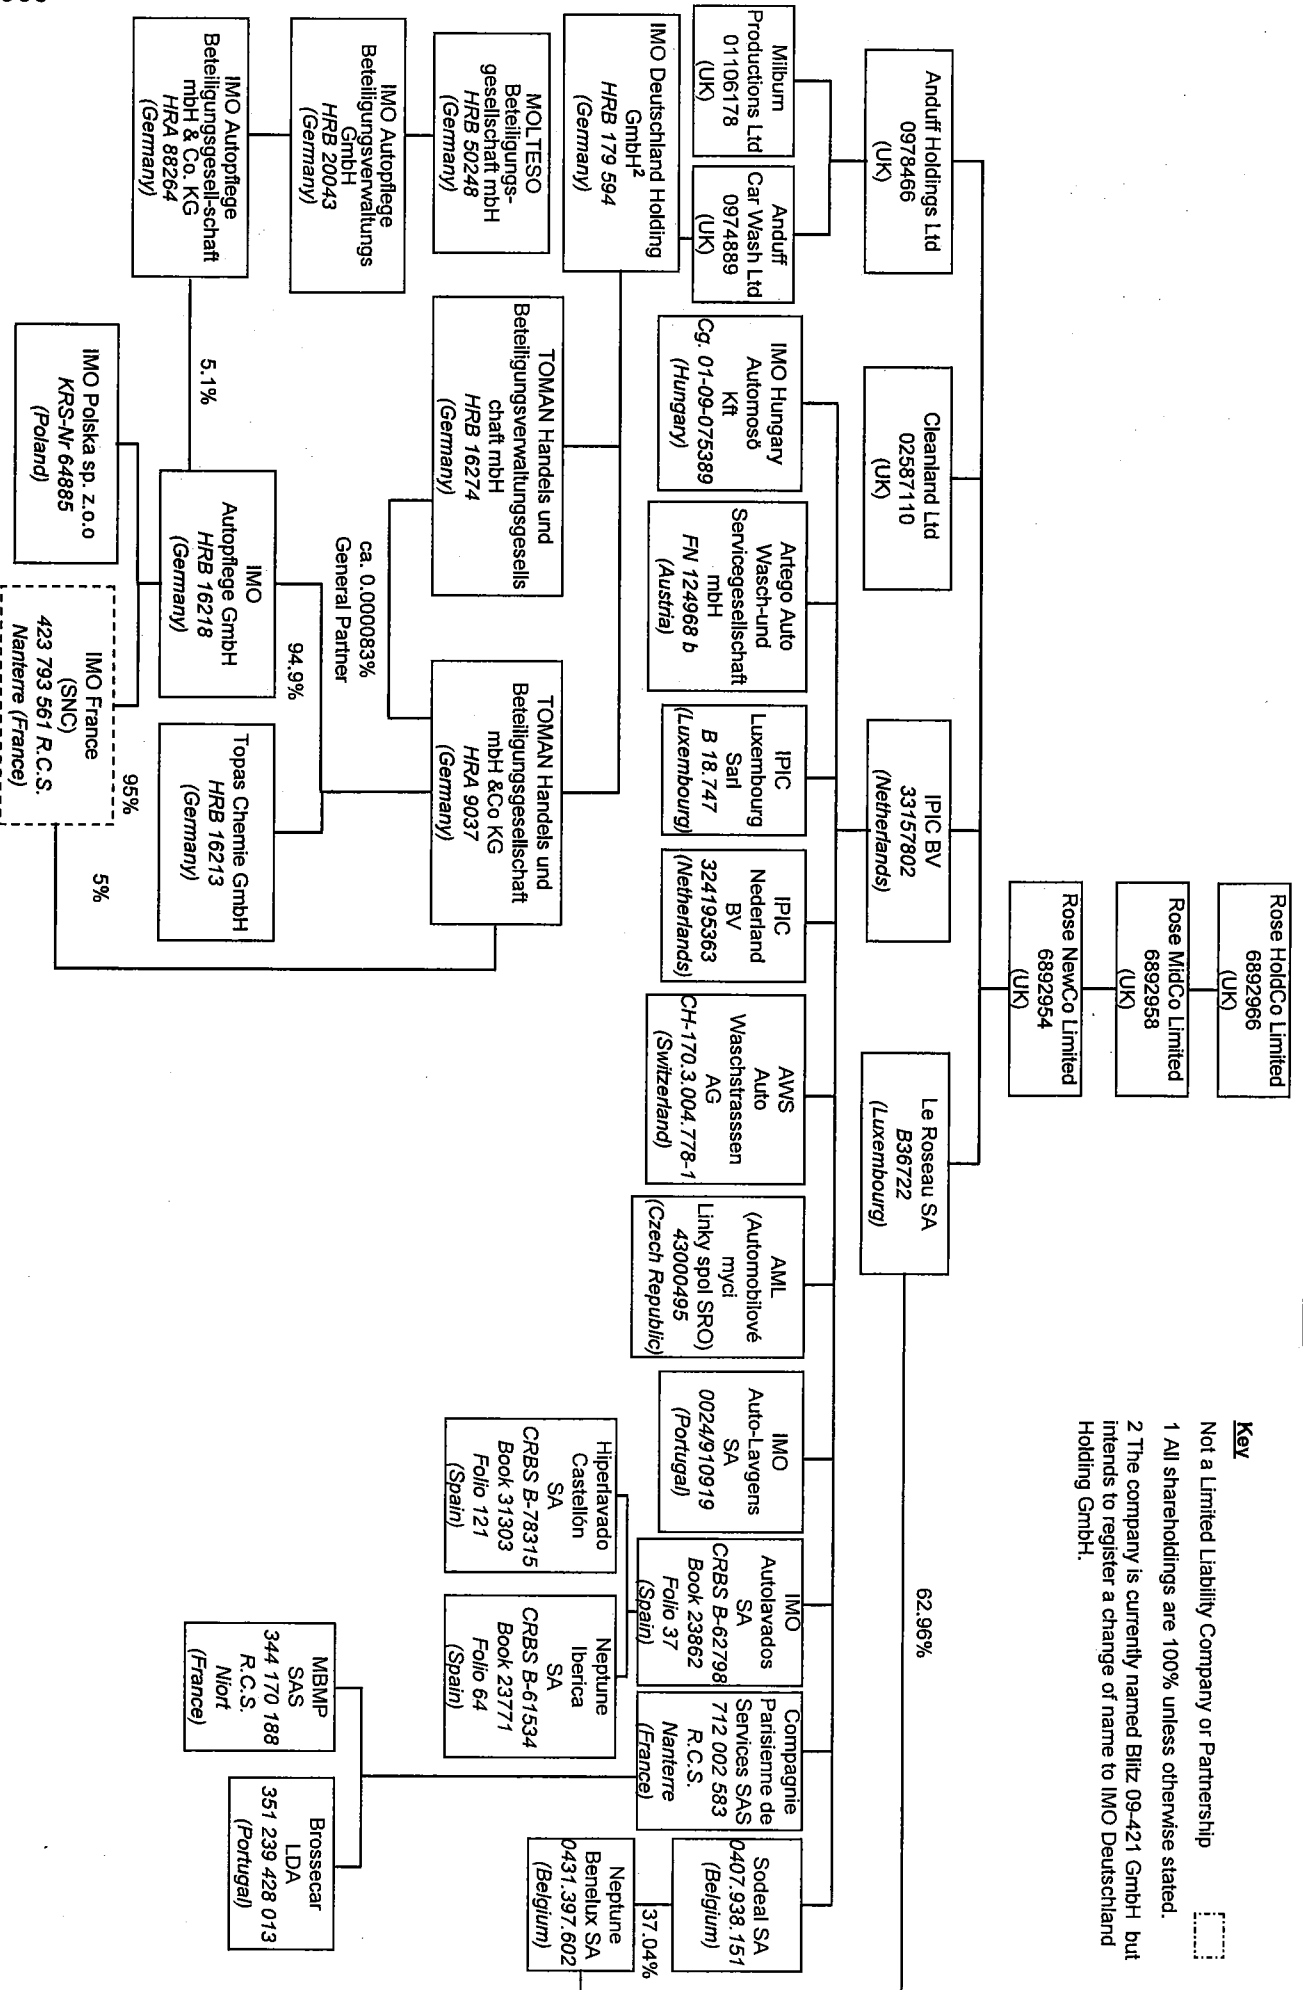 Rose HoldCo Limited
6892966
(UK)
Rose MidCo Limited
6892958
(UK)
Rose NewCo Limited
6892954
(UK)
Key
Not a Limited Liability Company or Partnership
1 All shareholdings are 100% unless otherwise stated.
2 The company is currently named Blitz 09-421 GmbH but
intends to register a change of name to IMO Deutschland
Holding GmbH.
Anduff Holdings Ltd
0978466
(UK)
Cleanland Ltd
02587110
(UK)
IPIC BV
33157802
(Netherlands)
Le Roseau SA
B36722
(Luxembourg)
62.96%
Milburn
Productions Ltd
01106178
(UK)
Anduff
Car Wash Ltd
0974889
(UK)
IMO Hungary
Automosó
Kft
Cg. 01-09-075389
(Hungary)
Artego Auto
Wasch-und
Servicegesellschaft
mbH
FN 124968 b
(Austria)
IPIC
Luxembourg
Sarl
B 18.747
(Luxembourg)
IPIC
Nederland
BV
324195363
(Netherlands)
AWS
Auto
Waschstrasssen
AG
CH-170.3.004.778-1
(Switzerland)
AML
(Automobilové
myci
Linky spol SRO)
43000495
(Czech Republic)
IMO
Auto-Lavgens
SA
0024/910919
(Portugal)
IMO
Autolavados
SA
CRBS B-62798
Book 23862
Folio 37
(Spain)
Compagnie
Parisienne de
Services SAS
712 002 583
R.C.S.
Nanterre
(France)
Sodeal SA
0407.938.151
(Belgium)
37.04%
Neptune
Benelux SA
0431.397.602
(Belgium)
IMO Deutschland Holding
GmbH²
HRB 179 594
(Germany)
Hiperlavado
Castellón
SA
CRBS B-78315
Book 31303
Folio 121
(Spain)
Neptune
Iberica
SA
CRBS B-61534
Book 23771
Folio 64
(Spain)
MOLTESO
Beteiligungs-
gesellschaft mbH
HRB 50248
(Germany)
TOMAN Handels und
Beteiligungsverwaltungsgesells
chaft mbH
HRB 16274
(Germany)
TOMAN Handels und
Beteiligungsgesellschaft
mbH &Co KG
HRA 9037
(Germany)
ca. 0.000083%
General Partner
MBMP
SAS
344 170 188
R.C.S.
Niort
(France)
Brossecar
LDA
351 239 428 013
(Portugal)
IMO Autopflege
Beteiligungsverwaltungs
GmbH
HRB 20043
(Germany)
94.9%
IMO Autopflege
Beteiligungsgesell-schaft
mbH & Co. KG
HRA 88264
(Germany)
5.1%
IMO
Autopflege GmbH
HRB 16218
(Germany)
Topas Chemie GmbH
HRB 16213
(Germany)
95%
5%
IMO Polska sp. z.o.o
KRS-Nr 64885
(Poland)
IMO France
(SNC)
423 793 561 R.C.S.
Nanterre (France)